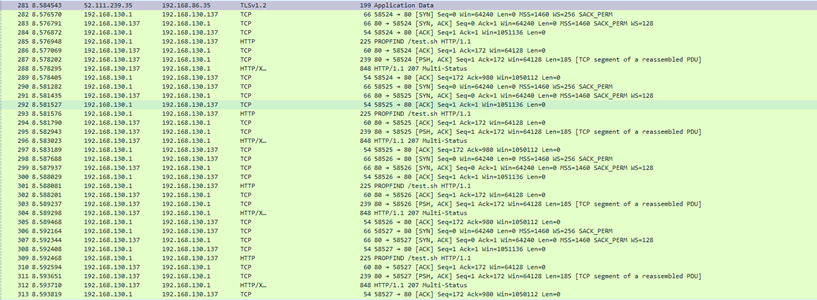 281 8.584543 52.111.239.35 192.168.86.35 TLSv1.2 199 Application Data
282 8.576570 192.168.130.1 192.168.130.137 TCP 66 58524 → 80 [SYN] Seq=0 Win=64240 Len=0 MSS=1460 WS=256 SACK_PERM
283 8.576791 192.168.130.137 192.168.130.1 TCP 66 80 → 58524 [SYN, ACK] Seq=0 Ack=1 Win=64240 Len=0 MSS=1460 SACK_PERM WS=128
284 8.576872 192.168.130.1 192.168.130.137 TCP 54 58524 → 80 [ACK] Seq=1 Ack=1 Win=1051136 Len=0
285 8.576948 192.168.130.1 192.168.130.137 HTTP 225 PROPFIND /test.sh HTTP/1.1
286 8.577069 192.168.130.137 192.168.130.1 TCP 60 80 → 58524 [ACK] Seq=1 Ack=172 Win=64128 Len=0
287 8.578202 192.168.130.137 192.168.130.1 TCP 239 80 → 58524 [PSH, ACK] Seq=1 Ack=172 Win=64128 Len=185 [TCP segment of a reassembled PDU]
288 8.578295 192.168.130.137 192.168.130.1 HTTP/X… 848 HTTP/1.1 207 Multi-Status
289 8.578405 192.168.130.1 192.168.130.137 TCP 54 58524 → 80 [ACK] Seq=172 Ack=980 Win=1050112 Len=0
290 8.581282 192.168.130.1 192.168.130.137 TCP 66 58525 → 80 [SYN] Seq=0 Win=64240 Len=0 MSS=1460 WS=256 SACK_PERM
291 8.581435 192.168.130.137 192.168.130.1 TCP 66 80 → 58525 [SYN, ACK] Seq=0 Ack=1 Win=64240 Len=0 MSS=1460 SACK_PERM WS=128
292 8.581527 192.168.130.1 192.168.130.137 TCP 54 58525 → 80 [ACK] Seq=1 Ack=1 Win=1051136 Len=0
293 8.581576 192.168.130.1 192.168.130.137 HTTP 225 PROPFIND /test.sh HTTP/1.1
294 8.581790 192.168.130.137 192.168.130.1 TCP 60 80 → 58525 [ACK] Seq=1 Ack=172 Win=64128 Len=0
295 8.582943 192.168.130.137 192.168.130.1 TCP 239 80 → 58525 [PSH, ACK] Seq=1 Ack=172 Win=64128 Len=185 [TCP segment of a reassembled PDU]
296 8.583023 192.168.130.137 192.168.130.1 HTTP/X… 848 HTTP/1.1 207 Multi-Status
297 8.583189 192.168.130.1 192.168.130.137 TCP 54 58525 → 80 [ACK] Seq=172 Ack=980 Win=1050112 Len=0
298 8.587688 192.168.130.1 192.168.130.137 TCP 66 58526 → 80 [SYN] Seq=0 Win=64240 Len=0 MSS=1460 WS=256 SACK_PERM
299 8.587937 192.168.130.137 192.168.130.1 TCP 66 80 → 58526 [SYN, ACK] Seq=0 Ack=1 Win=64240 Len=0 MSS=1460 SACK_PERM WS=128
300 8.588029 192.168.130.1 192.168.130.137 TCP 54 58526 → 80 [ACK] Seq=1 Ack=1 Win=1051136 Len=0
301 8.588081 192.168.130.1 192.168.130.137 HTTP 225 PROPFIND /test.sh HTTP/1.1
302 8.588201 192.168.130.137 192.168.130.1 TCP 60 80 → 58526 [ACK] Seq=1 Ack=172 Win=64128 Len=0
303 8.589237 192.168.130.137 192.168.130.1 TCP 239 80 → 58526 [PSH, ACK] Seq=1 Ack=172 Win=64128 Len=185 [TCP segment of a reassembled PDU]
304 8.589298 192.168.130.137 192.168.130.1 HTTP/X… 848 HTTP/1.1 207 Multi-Status
305 8.589468 192.168.130.1 192.168.130.137 TCP 54 58526 → 80 [ACK] Seq=172 Ack=980 Win=1050112 Len=0
306 8.592164 192.168.130.1 192.168.130.137 TCP 66 58527 → 80 [SYN] Seq=0 Win=64240 Len=0 MSS=1460 WS=256 SACK_PERM
307 8.592344 192.168.130.137 192.168.130.1 TCP 66 80 → 58527 [SYN, ACK] Seq=0 Ack=1 Win=64240 Len=0 MSS=1460 SACK_PERM WS=128
308 8.592408 192.168.130.1 192.168.130.137 TCP 54 58527 → 80 [ACK] Seq=1 Ack=1 Win=1051136 Len=0
309 8.592468 192.168.130.1 192.168.130.137 HTTP 225 PROPFIND /test.sh HTTP/1.1
310 8.592594 192.168.130.137 192.168.130.1 TCP 60 80 → 58527 [ACK] Seq=1 Ack=172 Win=64128 Len=0
311 8.593651 192.168.130.137 192.168.130.1 TCP 239 80 → 58527 [PSH, ACK] Seq=1 Ack=172 Win=64128 Len=185 [TCP segment of a reassembled PDU]
312 8.593710 192.168.130.137 192.168.130.1 HTTP/X… 848 HTTP/1.1 207 Multi-Status
313 8.593819 192.168.130.1 192.168.130.137 TCP 54 58527 → 80 [ACK] Seq=172 Ack=980 Win=1050112 Len=0